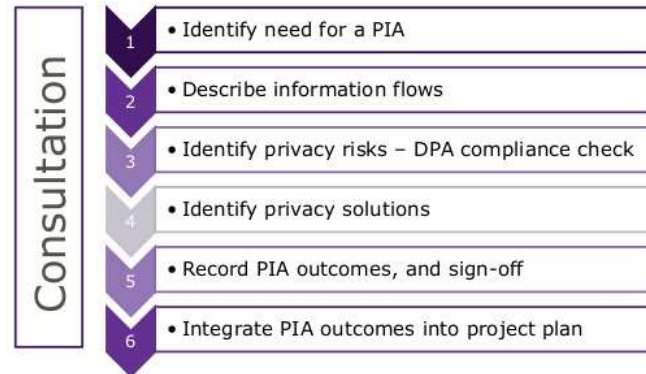 Consultation
1
• Identify need for a PIA
2
• Describe information flows
3
• Identify privacy risks – DPA compliance check
4
• Identify privacy solutions
5
• Record PIA outcomes, and sign-off
6
• Integrate PIA outcomes into project plan